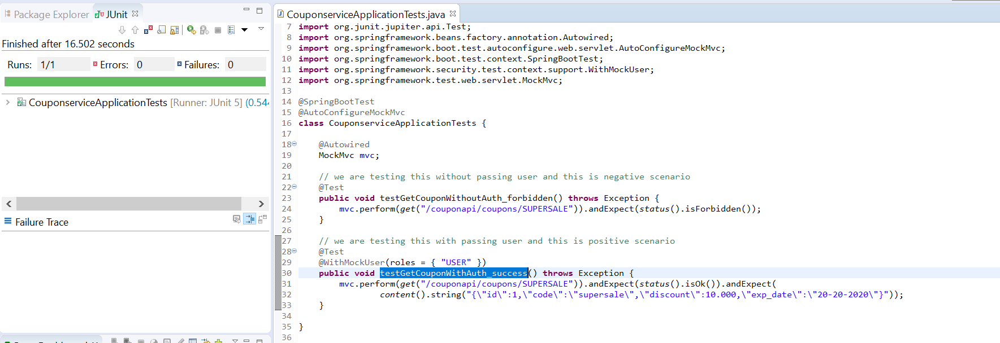 Package Explorer JUnit
Finished after 16.502 seconds
Runs: 1/1 Errors: 0 Failures: 0
CouponserviceApplicationTests [Runner: JUnit 5] (0.544
Failure Trace
CouponserviceApplicationTests.java
7 import org.junit.jupiter.api.Test;
8 import org.springframework.beans.factory.annotation.Autowired;
9 import org.springframework.boot.test.autoconfigure.web.servlet.AutoConfigureMockMvc;
10 import org.springframework.boot.test.context.SpringBootTest;
11 import org.springframework.security.test.context.support.WithMockUser;
12 import org.springframework.test.web.servlet.MockMvc;
13
14 @SpringBootTest
15 @AutoConfigureMockMvc
16 class CouponserviceApplicationTests {
17
18 @Autowired
19 MockMvc mvc;
20
21 // we are testing this without passing user and this is negative scenario
22 @Test
23 public void testGetCouponWithoutAuth_forbidden() throws Exception {
24 mvc.perform(get("/couponapi/coupons/SUPERSALE")).andExpect(status().isForbidden());
25 }
26
27 // we are testing this with passing user and this is positive scenario
28 @Test
29 @WithMockUser(roles = { "USER" })
30 public void testGetCouponWithAuth_success() throws Exception {
31 mvc.perform(get("/couponapi/coupons/SUPERSALE")).andExpect(status().isOk()).andExpect(
32 content().string("{\"id\":1,\"code\":\"supersale\",\"discount\":10.000,\"exp_date\":\"20-20-2020\"}"));
33 }
34
35 }
36